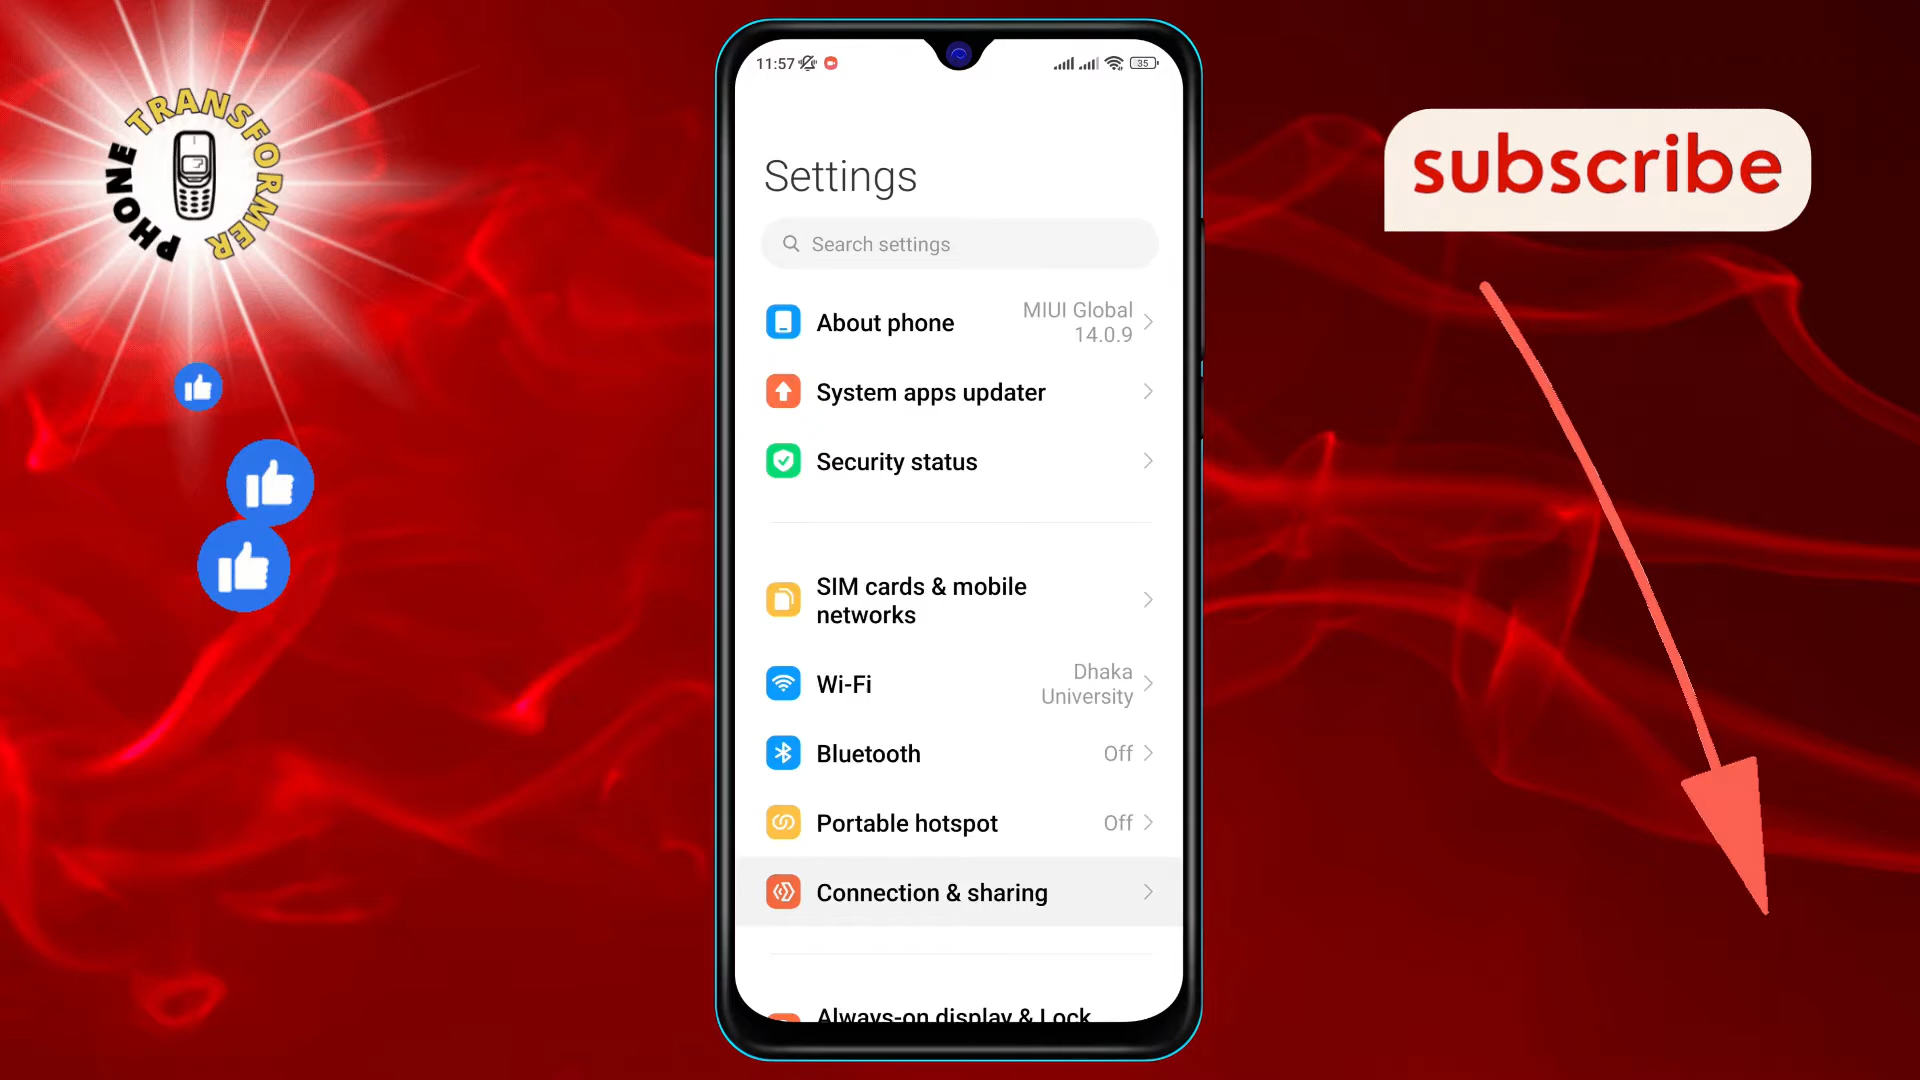 PHONE TRANSFORMER
subscribe
11:57
35
Settings
Search settings
About phone
MIUI Global
14.0.9
System apps updater
Security status
SIM cards & mobile
networks
Wi-Fi
Dhaka
University
Bluetooth
Off
Portable hotspot
Off
Connection & sharing
Always-on display & Lock